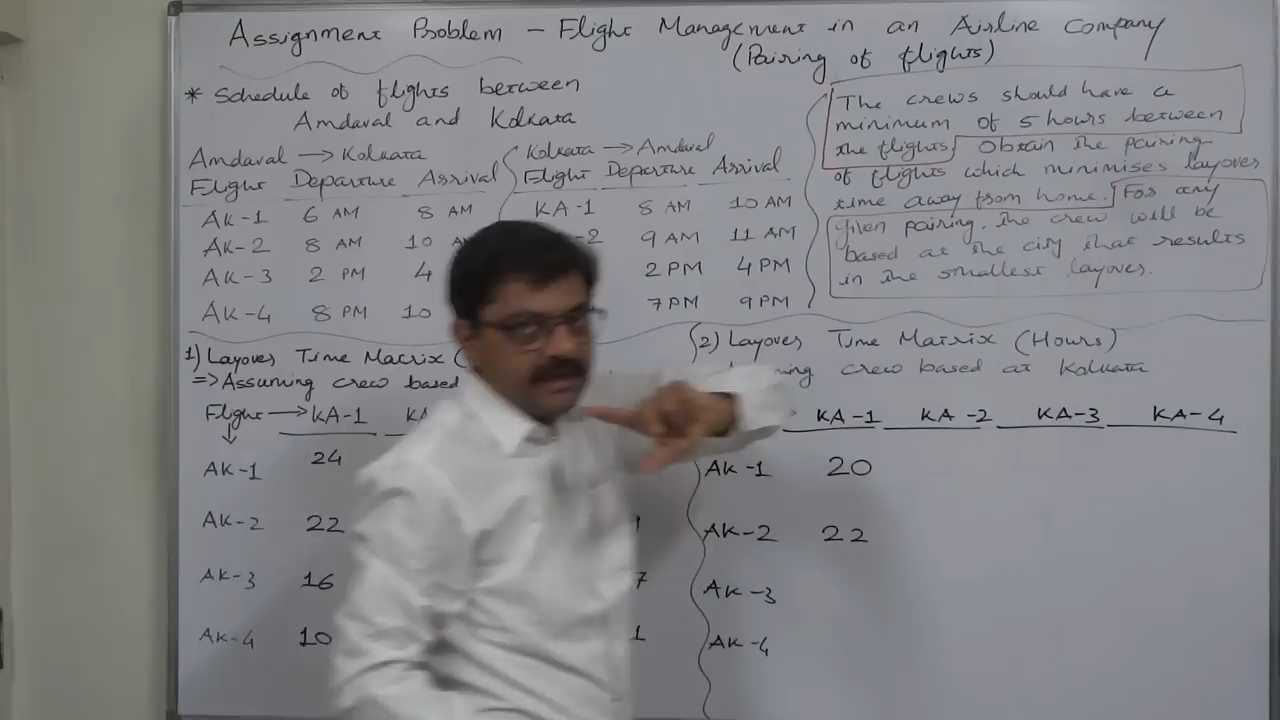 Assignment Problem – Flight Management in an Airline Company
(Pairing of flights)
* Schedule of flights between
Amdaval and Kolkata
Amdaval → Kolkata
Flight Departure Arrival
AK-1 6 AM 8 AM
AK-2 8 AM 10
AK-3 2 PM 4
AK-4 8 PM 10
Kolkata → Amdaval
Flight Departure Arrival
KA-1 8 AM 10 AM
-2 9 AM 11 AM
2 PM 4 PM
7 PM 9 PM
The crews should have a
minimum of 5 hours between
the flights. Obtain the pairing
of flights which minimises layover
time away from home. For any
given pairing, the crew will be
based at the city that results
in the smallest layover.
1) Layover Time Matrix (
=> Assuming crew based
Flight → KA-1
AK-1 24
AK-2 22
AK-3 16 7
AK-4 10 1
(2) Layover Time Matrix (Hours)
crew based at Kolkata
KA-1 KA-2 KA-3 KA-4
AK-1 20
AK-2 22
AK-3
AK-4